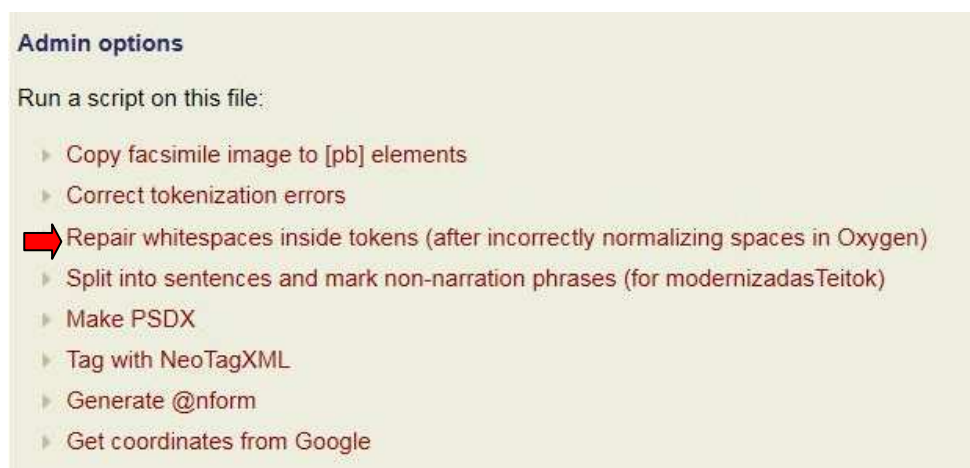 Admin options
Run a script on this file:
Copy facsimile image to [pb] elements
Correct tokenization errors
Repair whitespaces inside tokens (after incorrectly normalizing spaces in Oxygen)
Split into sentences and mark non-narration phrases (for modernizadasTeitok)
Make PSDX
Tag with NeoTagXML
Generate @nform
Get coordinates from Google